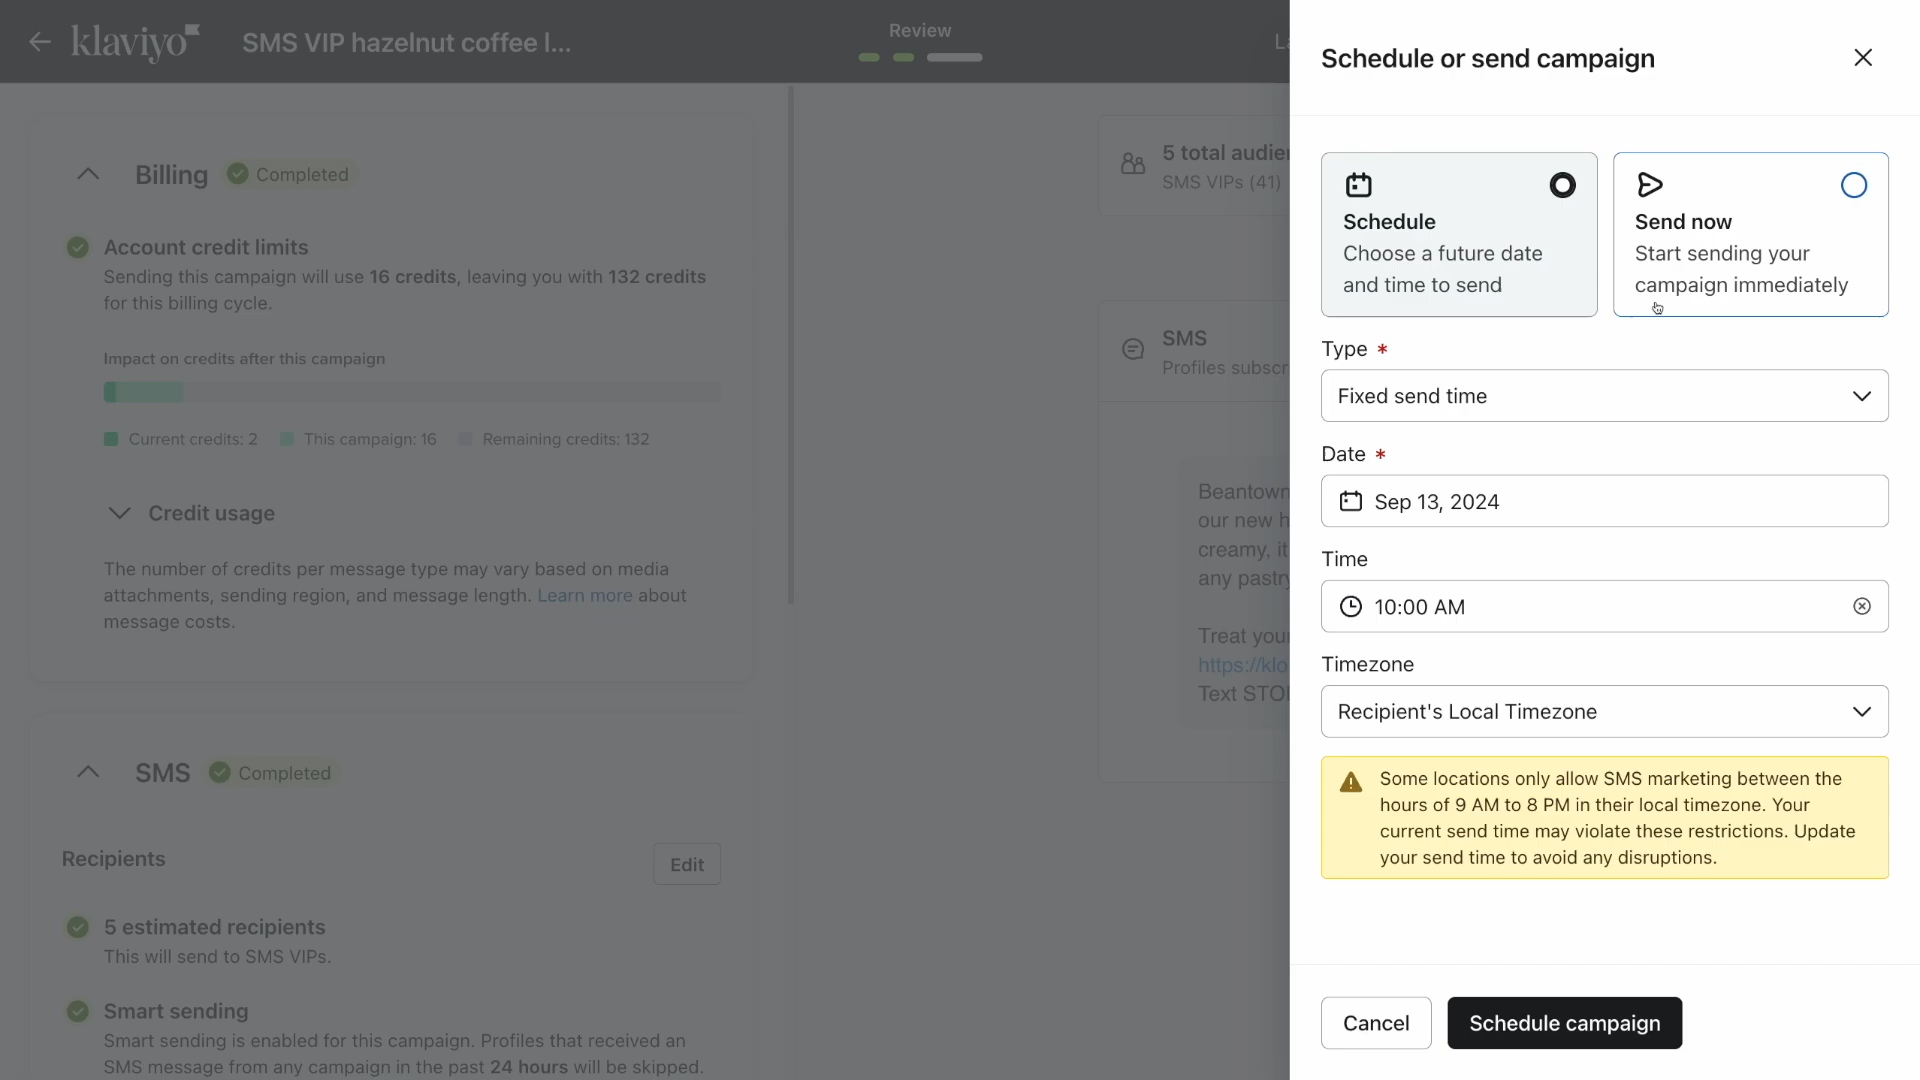 klaviyo
SMS VIP hazelnut coffee l...
Review
Billing
Completed
Account credit limits
Sending this campaign will use 16 credits, leaving you with 132 credits
for this billing cycle.
Impact on credits after this campaign
Current credits: 2
This campaign: 16
Remaining credits: 132
Credit usage
The number of credits per message type may vary based on media
attachments, sending region, and message length. Learn more about
message costs.
SMS
Completed
Recipients
Edit
5 estimated recipients
This will send to SMS VIPs.
Smart sending
Smart sending is enabled for this campaign. Profiles that received an
SMS message from any campaign in the past 24 hours will be skipped.
5 total audie
SMS VIPs (41)
SMS
Profiles subscr
Beantown
our new h
creamy, it
any pastry
Treat you
https://klo
Text STO
Schedule or send campaign
Schedule
Choose a future date
and time to send
Send now
Start sending your
campaign immediately
Type *
Fixed send time
Date *
Sep 13, 2024
Time
10:00 AM
Timezone
Recipient's Local Timezone
Some locations only allow SMS marketing between the
hours of 9 AM to 8 PM in their local timezone. Your
current send time may violate these restrictions. Update
your send time to avoid any disruptions.
Cancel
Schedule campaign